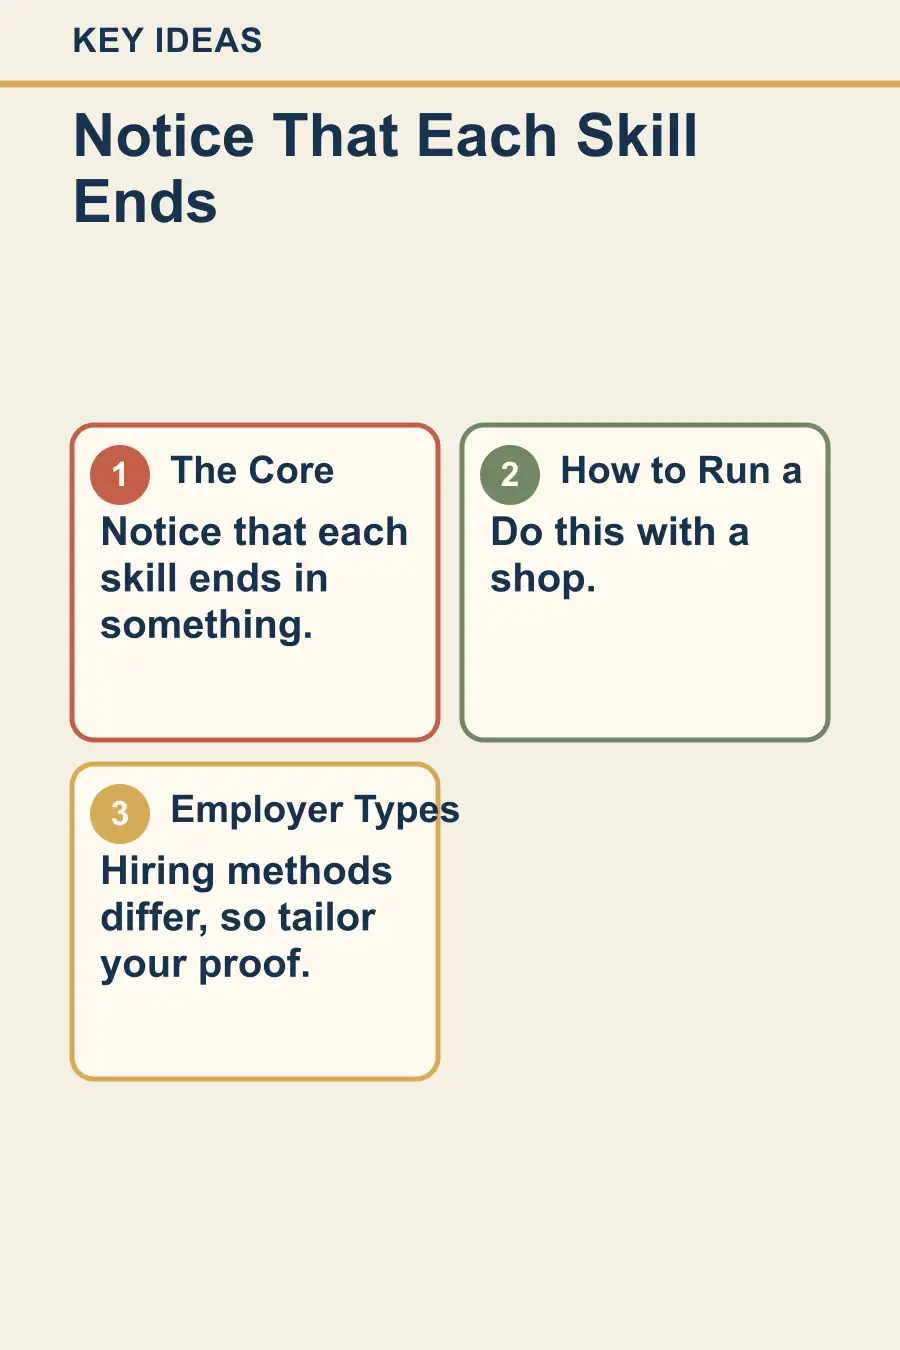 KEY IDEAS
Notice That Each Skill
Ends
1 The Core
Notice that each
skill ends in
something.
2 How to Run a
Do this with a
shop.
3 Employer Types
Hiring methods
differ, so tailor
your proof.